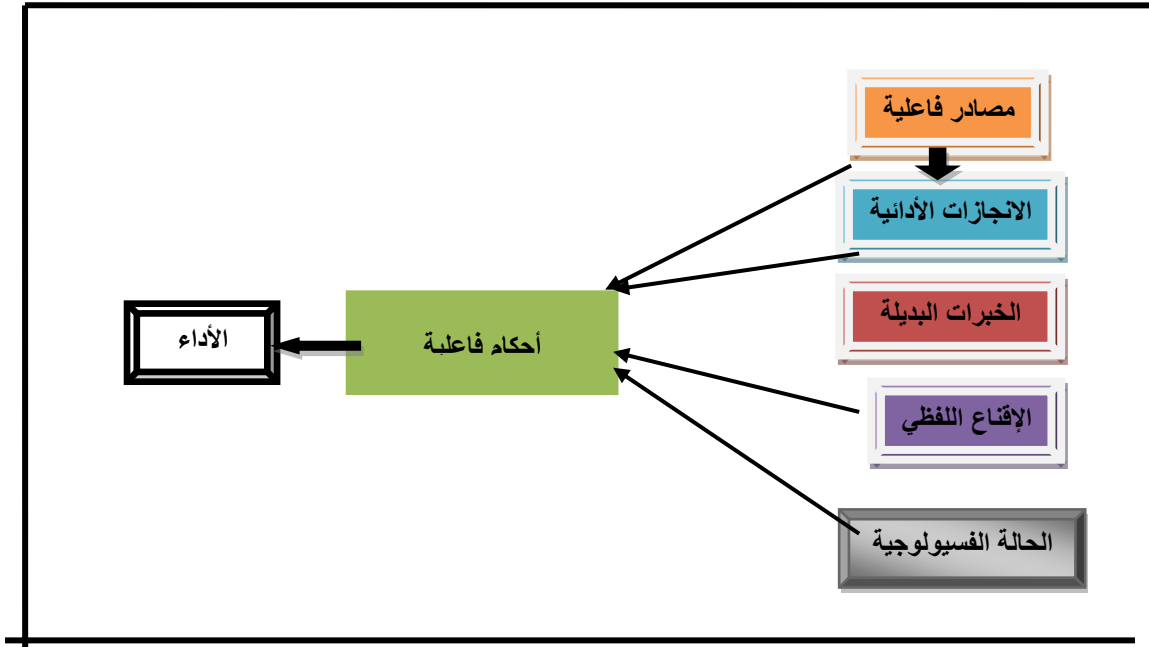 مصادر فاعلية
الانجازات الأدائية
الخبرات البديلة
الإقناع اللفظي
الحالة الفسيولوجية
أحكام فاعلية
الأداء